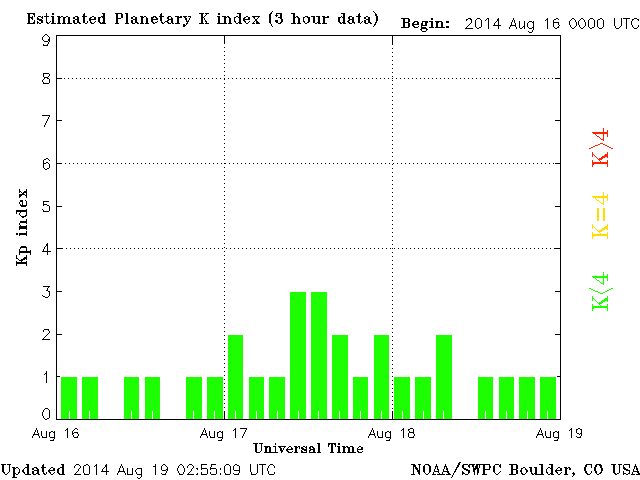 Estimated Planetary K index (3 hour data) Begin: 2014 Aug 16 0000 UTC
9
8
7
6
5
4
3
2
1
0
Kp index
K>4
K=4
K<4
Aug 16 Aug 17 Aug 18 Aug 19
Universal Time
Updated 2014 Aug 19 02:55:09 UTC NOAA/SWPC Boulder, CO USA